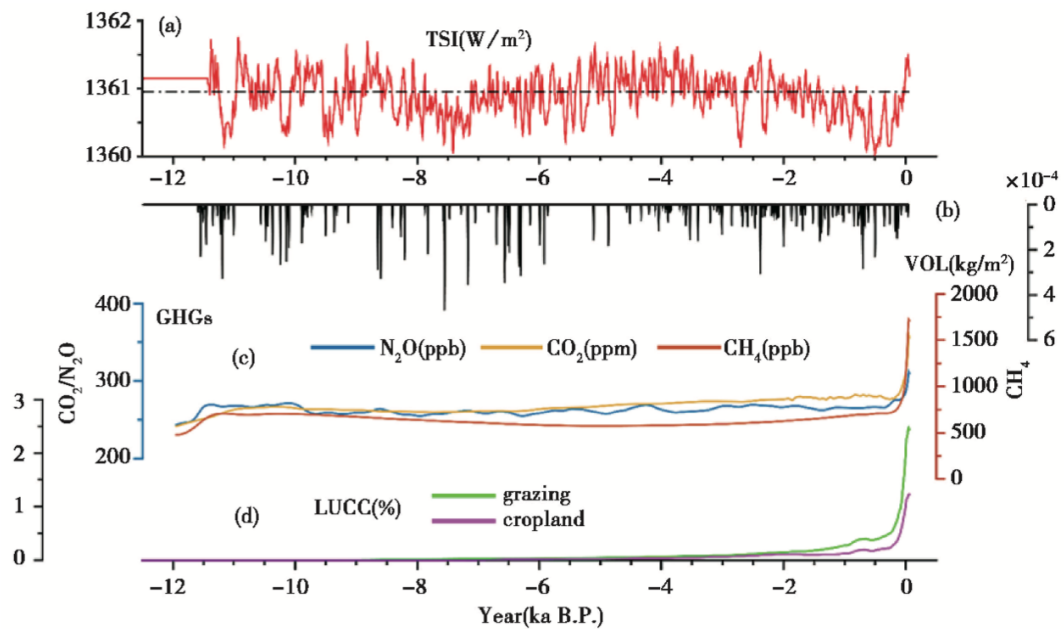 1362
(a)
TSI(W/m²)
1361
1360
−12
−10
−8
−6
−4
−2
0
×10⁻⁴
0
(b)
2
VOL(kg/m²)
4
6
400
GHGs
2000
(c)
N₂O(ppb)
CO₂(ppm)
CH₄(ppb)
1500
300
1000
CO₂/N₂O
CH₄
3
500
200
0
2
(d)
LUCC(%)
grazing
cropland
1
0
−12
−10
−8
−6
−4
−2
0
Year(ka B.P.)